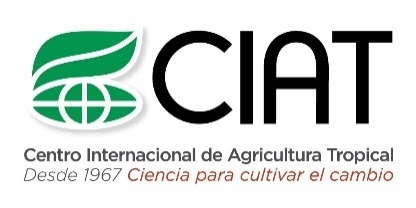 CIAT
Centro Internacional de Agricultura Tropical
Desde 1967 Ciencia para cultivar el cambio